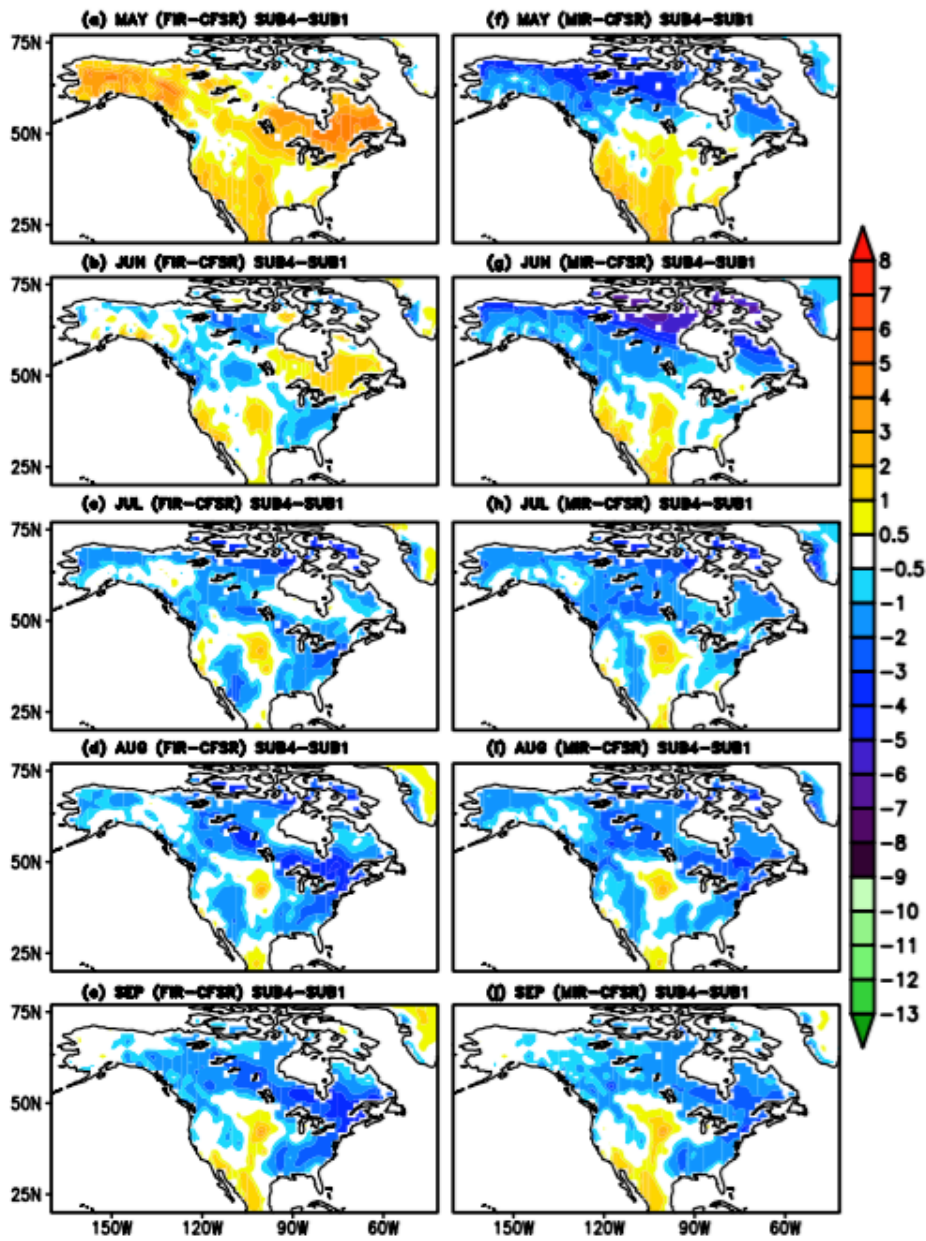 (a) MAY (FIR-CFSR) SUB4-SUB1 (f) MAY (MIR-CFSR) SUB4-SUB1
75N
50N
25N
(b) JUN (FIR-CFSR) SUB4-SUB1 (g) JUN (MIR-CFSR) SUB4-SUB1
75N
50N
25N
(c) JUL (FIR-CFSR) SUB4-SUB1 (h) JUL (MIR-CFSR) SUB4-SUB1
75N
50N
25N
(d) AUG (FIR-CFSR) SUB4-SUB1 (i) AUG (MIR-CFSR) SUB4-SUB1
75N
50N
25N
(e) SEP (FIR-CFSR) SUB4-SUB1 (j) SEP (MIR-CFSR) SUB4-SUB1
75N
50N
25N
150W 120W 90W 60W 150W 120W 90W 60W
8
7
6
5
4
3
2
1
0.5
-0.5
-1
-2
-3
-4
-5
-6
-7
-8
-9
-10
-11
-12
-13